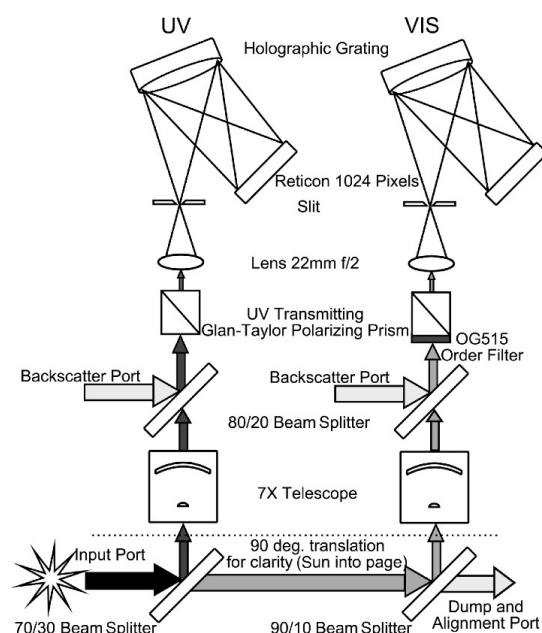 UV
VIS
Holographic Grating
Reticon 1024 Pixels
Slit
Lens 22mm f/2
UV Transmitting
Glan-Taylor Polarizing Prism
OG515
Order Filter
Backscatter Port
Backscatter Port
80/20 Beam Splitter
7X Telescope
90 deg. translation
for clarity (Sun into page)
Input Port
70/30 Beam Splitter
90/10 Beam Splitter
Dump and
Alignment Port